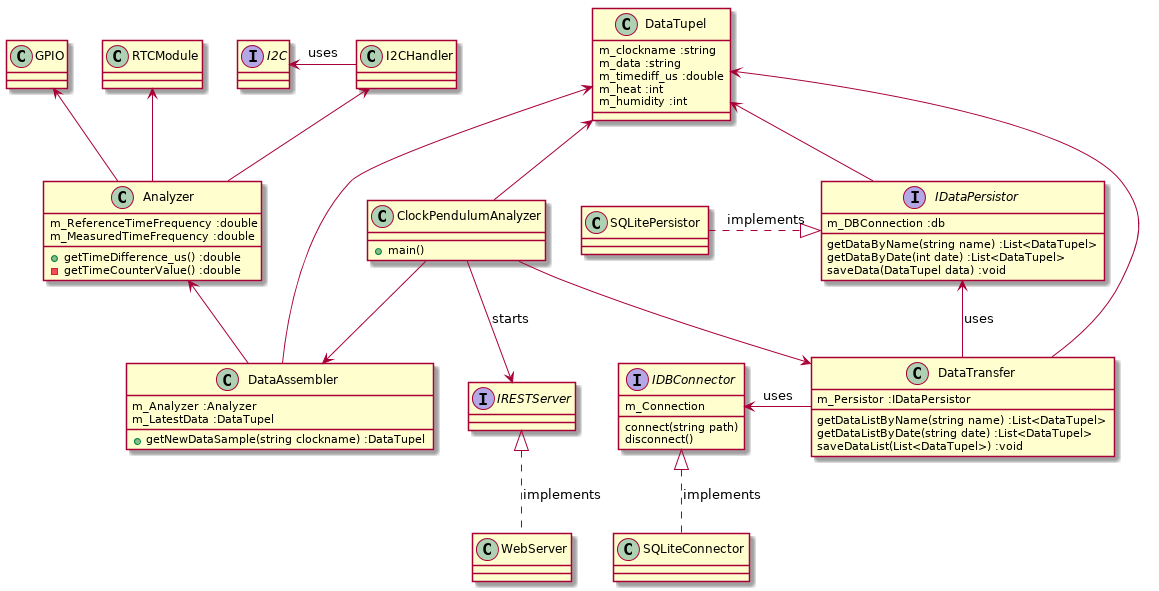 C DataTupel
m_clockname :string
m_data :string
m_timediff_us :double
m_heat :int
m_humidity :int
C GPIO
C RTCModule
I I2C
uses
C I2CHandler
C Analyzer
m_ReferenceTimeFrequency :double
m_MeasuredTimeFrequency :double
getTimeDifference_us() :double
getTimeCounterValue() :double
C ClockPendulumAnalyzer
main()
C SQLitePersistor
implements
I IDataPersistor
m_DBConnection :db
getDataByName(string name) :List<DataTupel>
getDataByDate(int date) :List<DataTupel>
saveData(DataTupel data) :void
starts
uses
C DataAssembler
m_Analyzer :Analyzer
m_LatestData :DataTupel
getNewDataSample(string clockname) :DataTupel
I IRESTServer
I IDBConnector
m_Connection
connect(string path)
disconnect()
uses
C DataTransfer
m_Persistor :IDataPersistor
getDataListByName(string name) :List<DataTupel>
getDataListByDate(string date) :List<DataTupel>
saveDataList(List<DataTupel>) :void
implements
implements
C WebServer
C SQLiteConnector